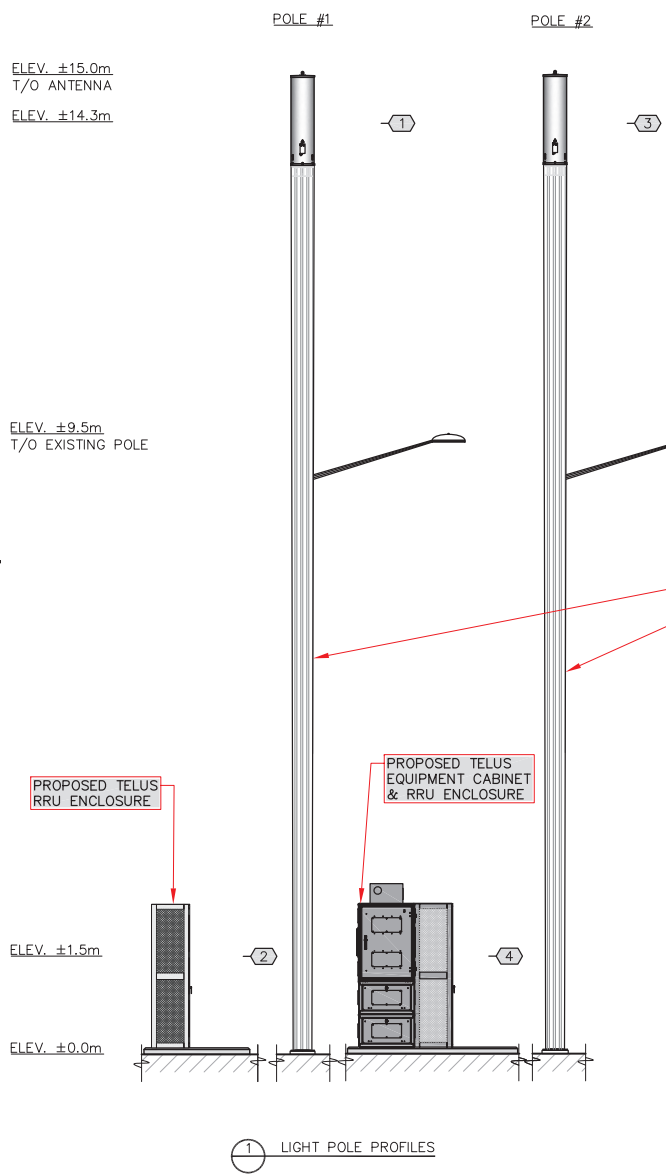 POLE #1
POLE #2
ELEV. ±15.0m
T/O ANTENNA
ELEV. ±14.3m
1
3
ELEV. ±9.5m
T/O EXISTING POLE
PROPOSED TELUS
EQUIPMENT CABINET
& RRU ENCLOSURE
PROPOSED TELUS
RRU ENCLOSURE
ELEV. ±1.5m
2
4
ELEV. ±0.0m
1
LIGHT POLE PROFILES